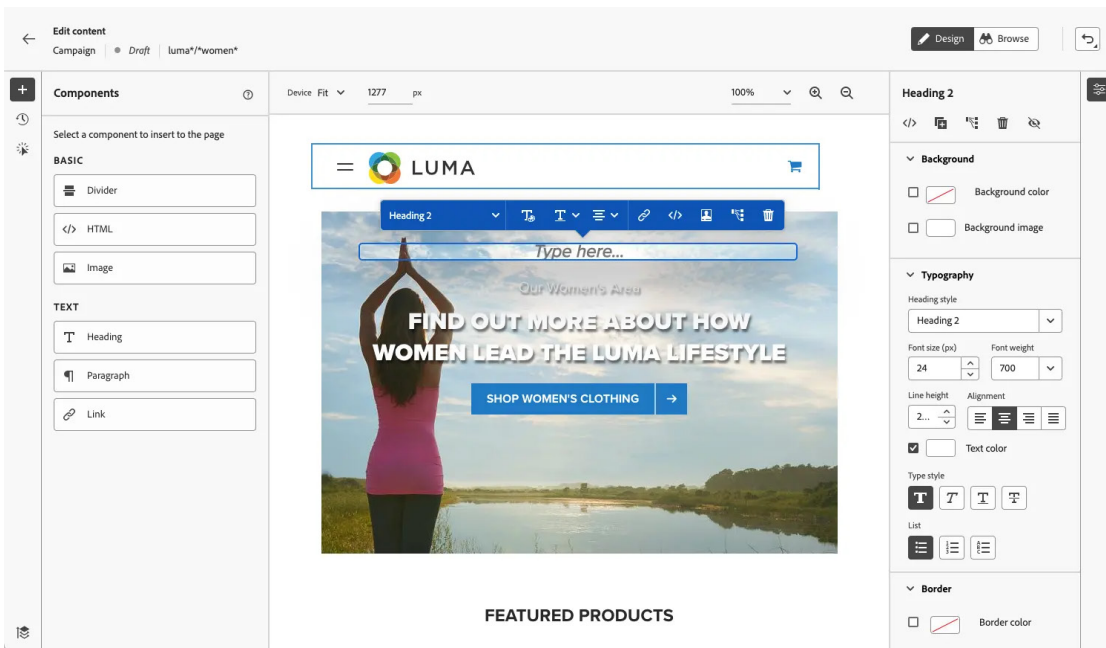 Edit content
Campaign Draft luma*/*women*
Design Browse
Components
Device Fit 1277 px
100%
Heading 2
Select a component to insert to the page
BASIC
Divider
</> HTML
Image
TEXT
Heading
Paragraph
Link
LUMA
Heading 2
Type here...
Our Women's Area
FIND OUT MORE ABOUT HOW
WOMEN LEAD THE LUMA LIFESTYLE
SHOP WOMEN'S CLOTHING
FEATURED PRODUCTS
Background
Background color
Background image
Typography
Heading style
Heading 2
Font size (px) Font weight
24 700
Line height Alignment
2...
Text color
Type style
T T T T
List
Border
Border color